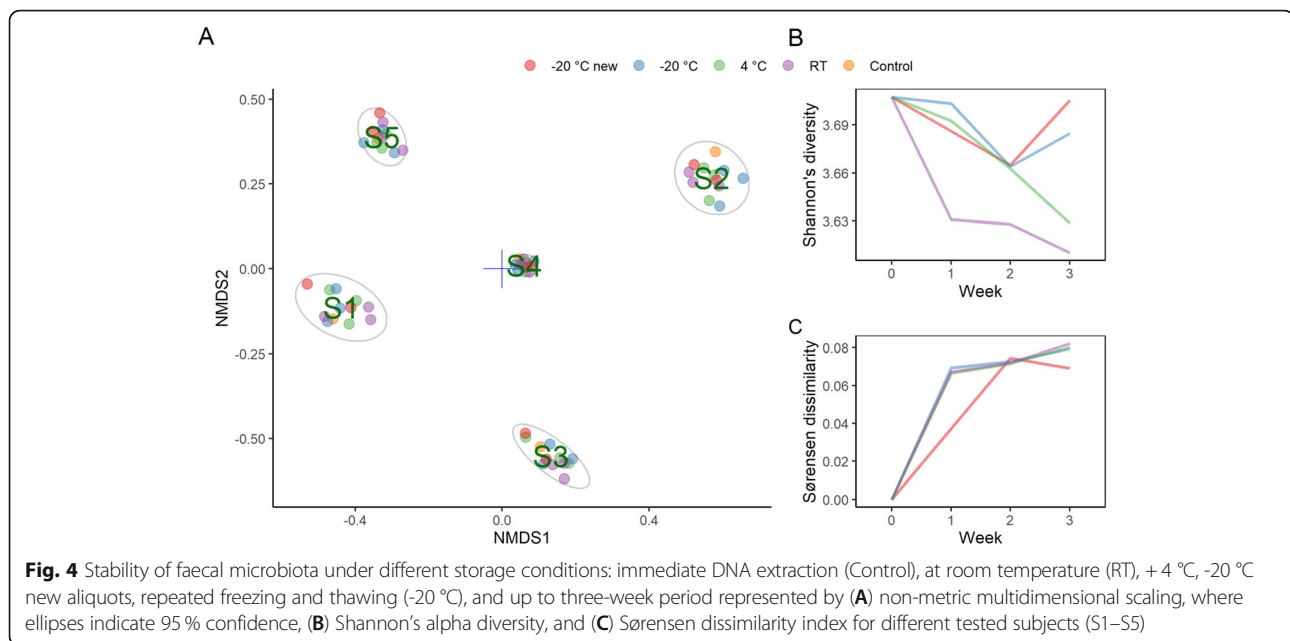 A
B
-20 °C new -20 °C 4 °C RT Control
0.50
0.25
0.00
-0.25
-0.50
NMDS2
S5
S2
S4
S1
S3
-0.4 0.0 0.4
NMDS1
3.69
3.66
3.63
Shannon's diversity
0 1 2 3
Week
C
0.08
0.06
0.04
0.02
0.00
Sørensen dissimilarity
0 1 2 3
Week
Fig. 4 Stability of faecal microbiota under different storage conditions: immediate DNA extraction (Control), at room temperature (RT), + 4 °C, -20 °C
new aliquots, repeated freezing and thawing (-20 °C), and up to three-week period represented by (A) non-metric multidimensional scaling, where
ellipses indicate 95 % confidence, (B) Shannon's alpha diversity, and (C) Sørensen dissimilarity index for different tested subjects (S1–S5)